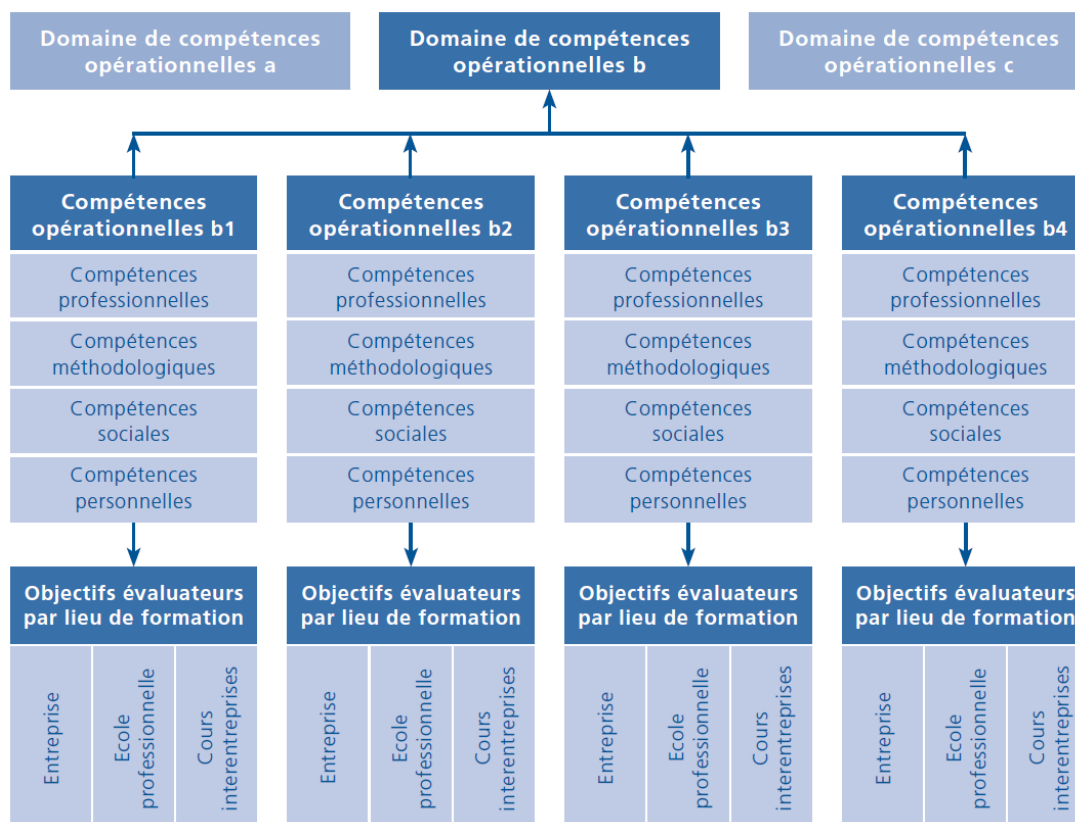 Domaine de compétences
opérationnelles a
Domaine de compétences
opérationnelles b
Domaine de compétences
opérationnelles c
Compétences
opérationnelles b1
Compétences
opérationnelles b2
Compétences
opérationnelles b3
Compétences
opérationnelles b4
Compétences
professionnelles
Compétences
professionnelles
Compétences
professionnelles
Compétences
professionnelles
Compétences
méthodologiques
Compétences
méthodologiques
Compétences
méthodologiques
Compétences
méthodologiques
Compétences
sociales
Compétences
sociales
Compétences
sociales
Compétences
sociales
Compétences
personnelles
Compétences
personnelles
Compétences
personnelles
Compétences
personnelles
Objectifs évaluateurs
par lieu de formation
Objectifs évaluateurs
par lieu de formation
Objectifs évaluateurs
par lieu de formation
Objectifs évaluateurs
par lieu de formation
Entreprise
Ecole
professionnelle
Cours
interentreprises
Entreprise
Ecole
professionnelle
Cours
interentreprises
Entreprise
Ecole
professionnelle
Cours
interentreprises
Entreprise
Ecole
professionnelle
Cours
interentreprises